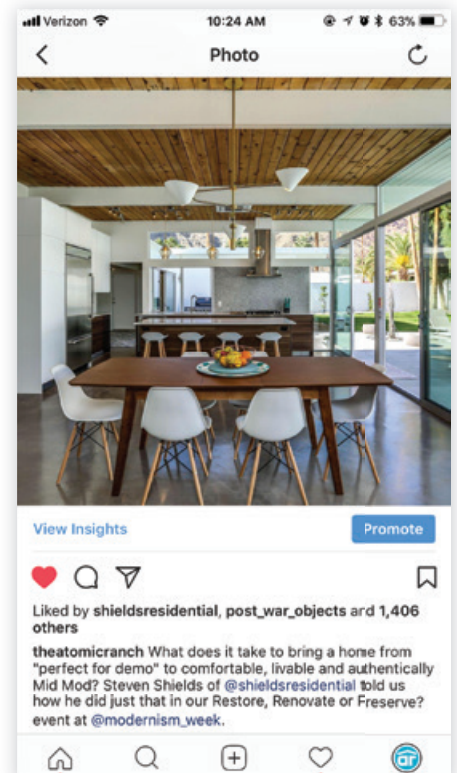 Verizon 10:24 AM 63%
Photo
View Insights Promote
Liked by shieldsresidential, post_war_objects and 1,406
others
theatomicranch What does it take to bring a home from
"perfect for demo" to comfortable, livable and authentically
Mid Mod? Steven Shields of @shieldsresidential told us
how he did just that in our Restore, Renovate or Preserve?
event at @modernism_week.
ar